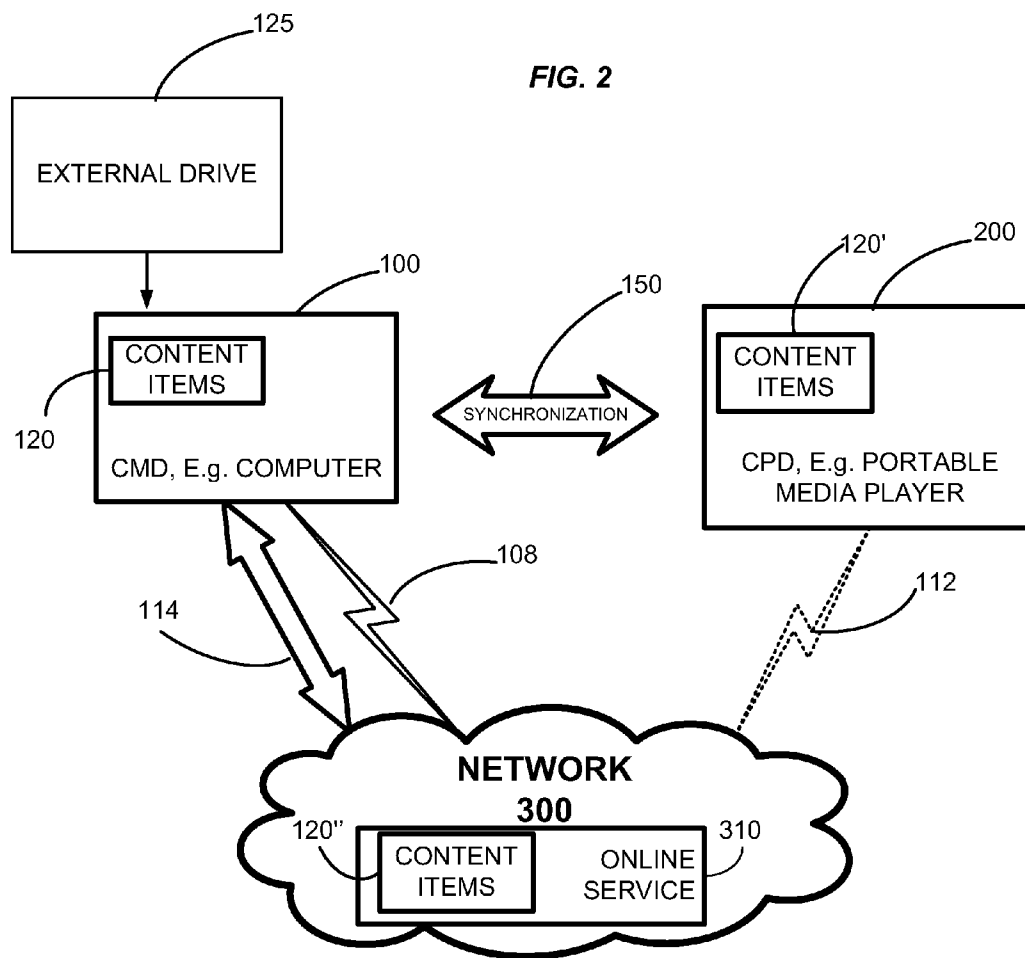 125
FIG. 2
EXTERNAL DRIVE
100
120'
200
150
CONTENT
ITEMS
CONTENT
ITEMS
SYNCHRONIZATION
120
CMD, E.g. COMPUTER
CPD, E.g. PORTABLE
MEDIA PLAYER
108
112
114
NETWORK
300
120"
310
CONTENT
ITEMS
ONLINE
SERVICE